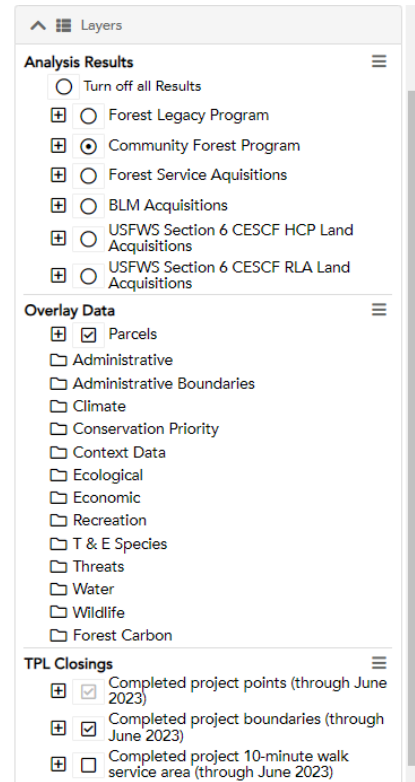 Layers
Analysis Results
Turn off all Results
Forest Legacy Program
Community Forest Program
Forest Service Aquisitions
BLM Acquisitions
USFWS Section 6 CESCF HCP Land
Acquisitions
USFWS Section 6 CESCF RLA Land
Acquisitions
Overlay Data
Parcels
Administrative
Administrative Boundaries
Climate
Conservation Priority
Context Data
Ecological
Economic
Recreation
T & E Species
Threats
Water
Wildlife
Forest Carbon
TPL Closings
Completed project points (through June
2023)
Completed project boundaries (through
June 2023)
Completed project 10-minute walk
service area (through June 2023)